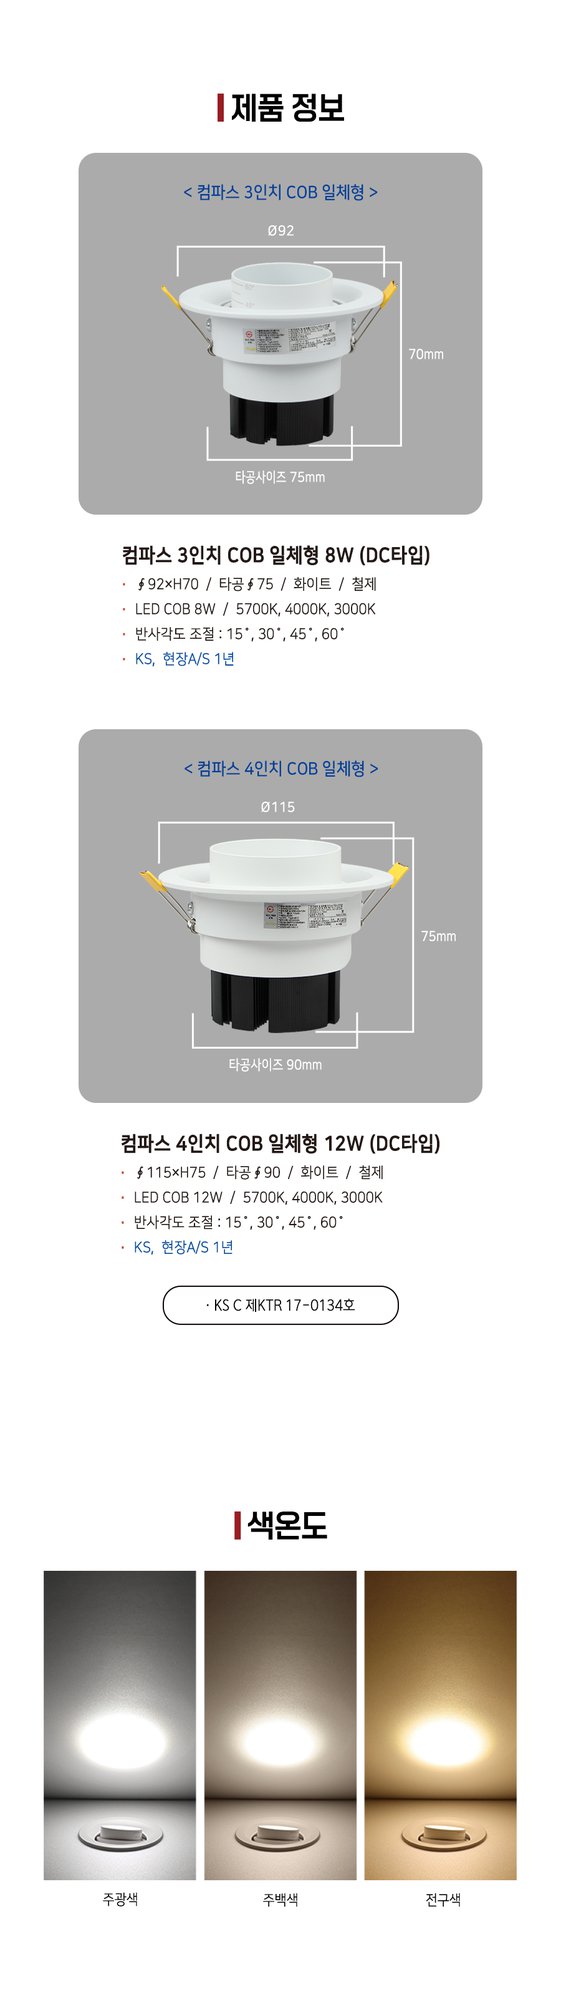 제품 정보
< 컴파스 3인치 COB 일체형 >
Ø92
70mm
타공사이즈 75mm
컴파스 3인치 COB 일체형 8W (DC타입)
· ∮92×H70 / 타공∮75 / 화이트 / 철제
· LED COB 8W / 5700K, 4000K, 3000K
· 반사각도 조절 : 15˚, 30˚, 45˚, 60˚
· KS, 현장A/S 1년
< 컴파스 4인치 COB 일체형 >
Ø115
75mm
타공사이즈 90mm
컴파스 4인치 COB 일체형 12W (DC타입)
· ∮115×H75 / 타공∮90 / 화이트 / 철제
· LED COB 12W / 5700K, 4000K, 3000K
· 반사각도 조절 : 15˚, 30˚, 45˚, 60˚
· KS, 현장A/S 1년
· KS C 제KTR 17-0134호
색온도
주광색
주백색
전구색